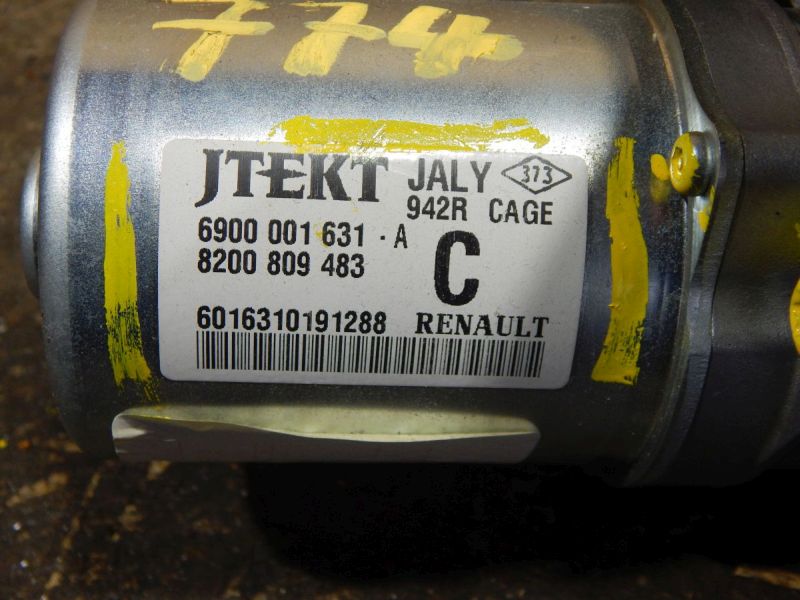 774
JTEKT JALY 373
942R CAGE
6900 001 631 - A
8200 809 483
C
6016310191288 RENAULT